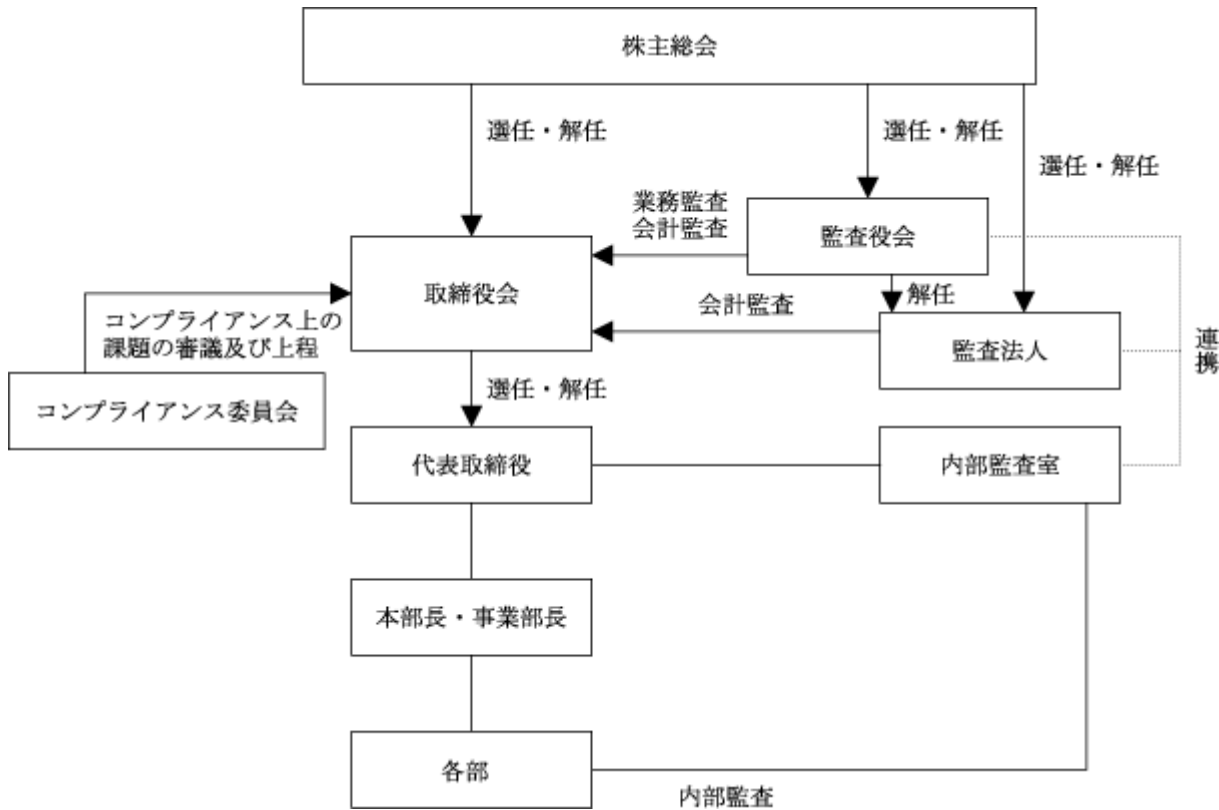 株主総会
選任・解任
選任・解任
選任・解任
業務監査
会計監査
監査役会
取締役会
解任
会計監査
コンプライアンス上の
課題の審議及び上程
監査法人
連携
選任・解任
コンプライアンス委員会
代表取締役
内部監査室
本部長・事業部長
各部
内部監査